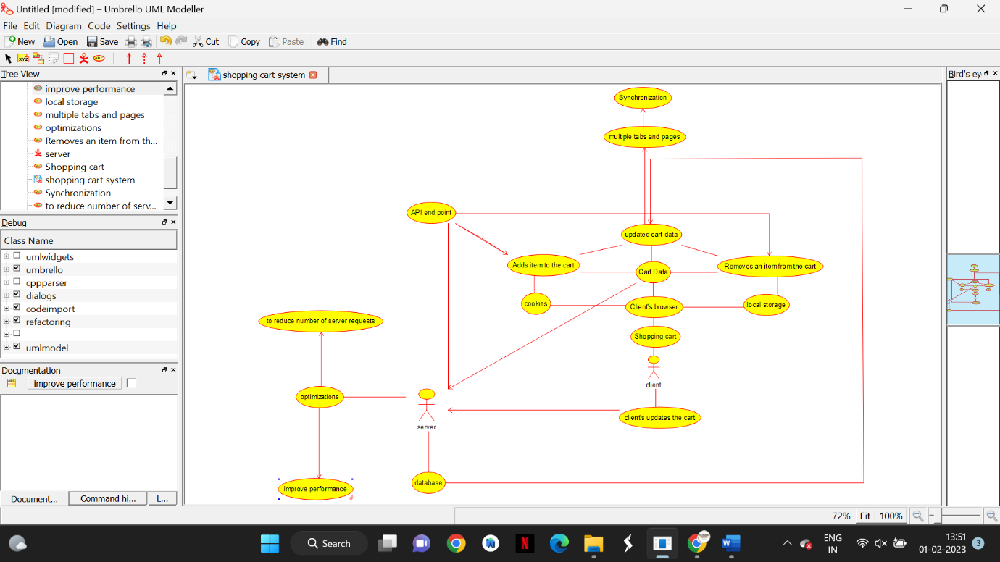 Untitled [modified] – Umbrello UML Modeller
File Edit Diagram Code Settings Help
New Open Save Cut Copy Paste Find
XYZ ABC
Tree View
shopping cart system
Bird's ey
improve performance
local storage
multiple tabs and pages
optimizations
Removes an item from th...
server
Shopping cart
shopping cart system
Synchronization
to reduce number of serv...
Debug
Class Name
umlwidgets
umbrello
cppparser
dialogs
codeimport
refactoring
umlmodel
Documentation
improve performance
Document... Command hi... L...
Synchronization
multiple tabs and pages
API end point
updated cart data
Adds item to the cart
Cart Data
Removes an item from the cart
cookies
Client's browser
local storage
to reduce number of server requests
Shopping cart
client
optimizations
server
client's updates the cart
database
improve performance
72% Fit 100%
Search
N
W
ENG
IN
13:51
01-02-2023
3